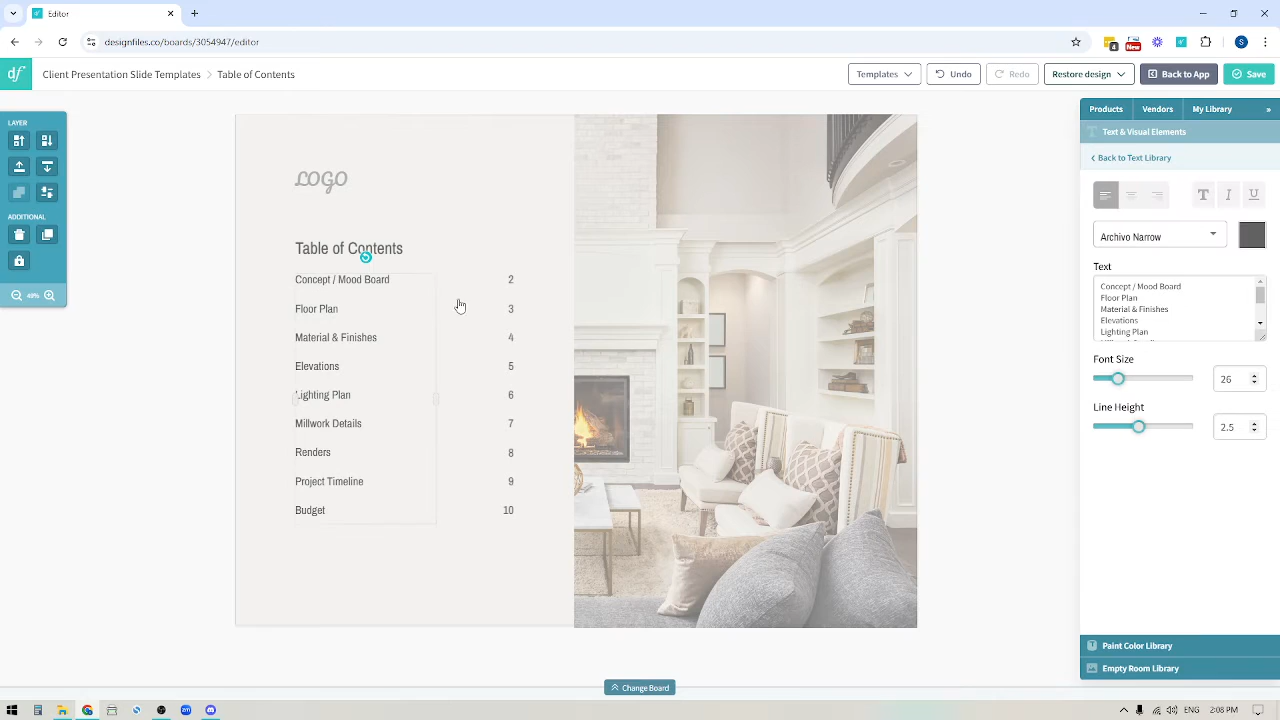 Editor
designfiles.co/boards/3054947/editor
4
New
S
df
Client Presentation Slide Templates
Table of Contents
Templates
Undo
Redo
Restore design
Back to App
Save
LAYER
ADDITIONAL
49%
LOGO
Table of Contents
Concept / Mood Board 2
Floor Plan 3
Material & Finishes 4
Elevations 5
Lighting Plan 6
Millwork Details 7
Renders 8
Project Timeline 9
Budget 10
Products
Vendors
My Library
»
Text & Visual Elements
Back to Text Library
T I U
Archivo Narrow
Text
Concept / Mood Board
Floor Plan
Material & Finishes
Elevations
Lighting Plan
Font Size
26
Line Height
2.5
Paint Color Library
Empty Room Library
Change Board
zm
ENG
2:08 PM